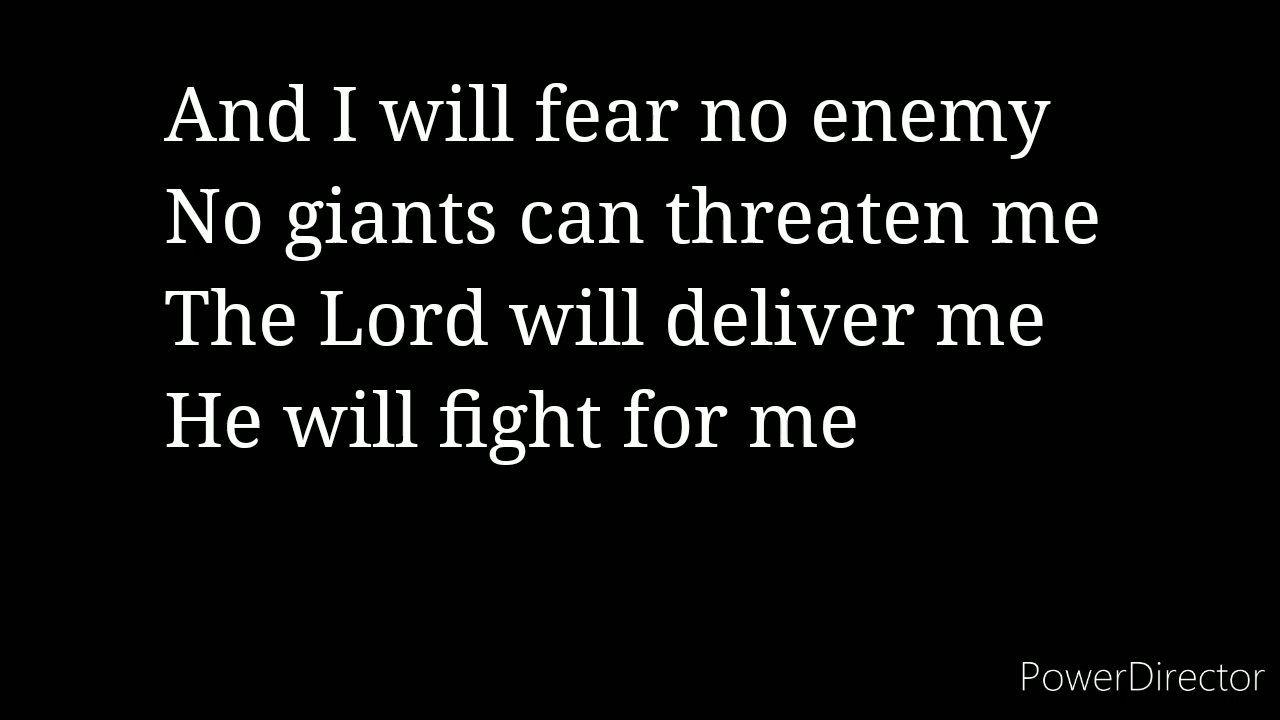 And I will fear no enemy
No giants can threaten me
The Lord will deliver me
He will fight for me
PowerDirector